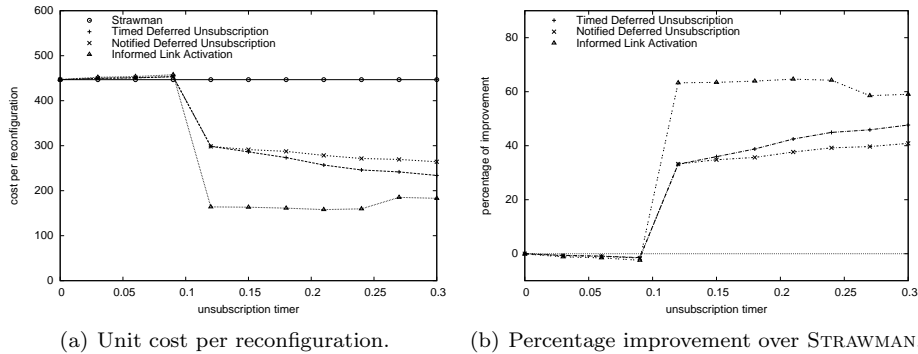 600
500
400
300
200
100
0
0 0.05 0.1 0.15 0.2 0.25 0.3
cost per reconfiguration
unsubscription timer
Strawman
Timed Deferred Unsubscription
Notified Deferred Unsubscription
Informed Link Activation
(a) Unit cost per reconfiguration.
80
60
40
20
0
0 0.05 0.1 0.15 0.2 0.25 0.3
percentage of improvement
unsubscription timer
Timed Deferred Unsubscription
Notified Deferred Unsubscription
Informed Link Activation
(b) Percentage improvement over STRAWMAN